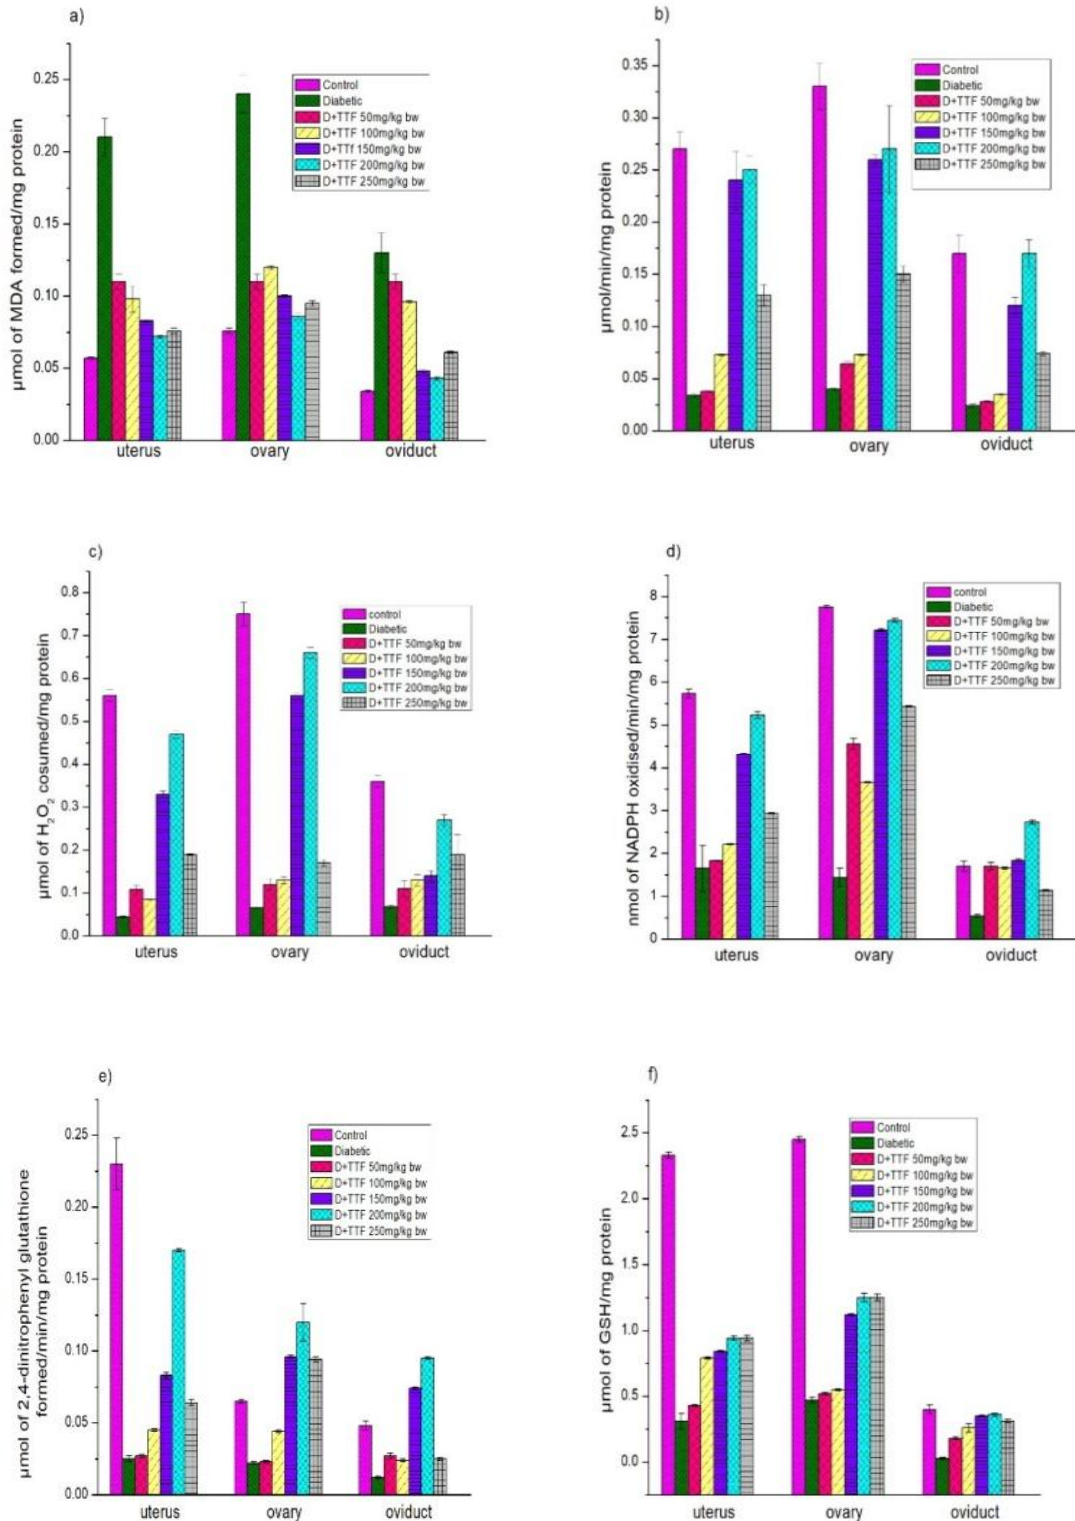 a)
µmol of MDA formed/mg protein
0.25
0.20
0.15
0.10
0.05
0.00
Control
Diabetic
D+TTF 50mg/kg bw
D+TTF 100mg/kg bw
D+TTf 150mg/kg bw
D+TTF 200mg/kg bw
D+TTF 250mg/kg bw
uterus ovary oviduct
b)
µmol/min/mg protein
0.35
0.30
0.25
0.20
0.15
0.10
0.05
0.00
Control
Diabetic
D+TTF 50mg/kg bw
D+TTF 100mg/kg bw
D+TTF 150mg/kg bw
D+TTF 200mg/kg bw
D+TTF 250mg/kg bw
uterus ovary oviduct
c)
µmol of H₂O₂ cosumed/mg protein
0.8
0.7
0.6
0.5
0.4
0.3
0.2
0.1
0.0
control
Diabetic
D+TTF 50mg/kg bw
D+TTF 100mg/kg bw
D+TTF 150mg/kg bw
D+TTF 200mg/kg bw
D+TTF 250mg/kg bw
uterus ovary oviduct
d)
nmol of NADPH oxidised/min/mg protein
8
7
6
5
4
3
2
1
0
control
Diabetic
D+TTF 50mg/kg bw
D+TTF 100mg/kg bw
D+TTF 150mg/kg bw
D+TTF 200mg/kg bw
D+TTF 250mg/kg bw
uterus ovary oviduct
e)
µmol of 2,4-dinitrophenyl glutathione
formed/min/mg protein
0.25
0.20
0.15
0.10
0.05
0.00
Control
Diabetic
D+TTF 50mg/kg bw
D+TTF 100mg/kg bw
D+TTF 150mg/kg bw
D+TTF 200mg/kg bw
D+TTF 250mg/kg bw
uterus ovary oviduct
f)
µmol of GSH/mg protein
2.5
2.0
1.5
1.0
0.5
0.0
Control
Diabetic
D+TTF 50mg/kg bw
D+TTF 100mg/kg bw
D+TTF 150mg/kg bw
D+TTF 200mg/kg bw
D+TTF 250mg/kg bw
uterus ovary oviduct